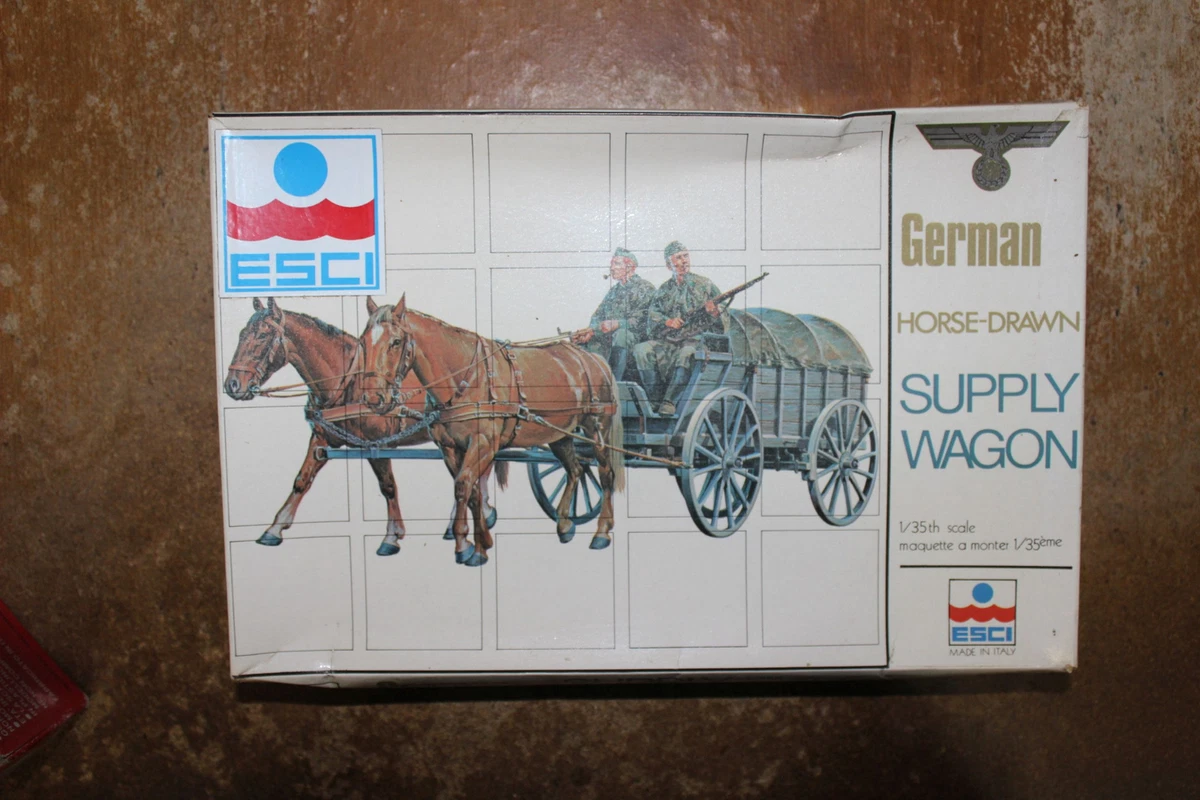 ESCI
German
HORSE-DRAWN
SUPPLY
WAGON
1/35th scale
maquette a monter 1/35ème
ESCI
MADE IN ITALY